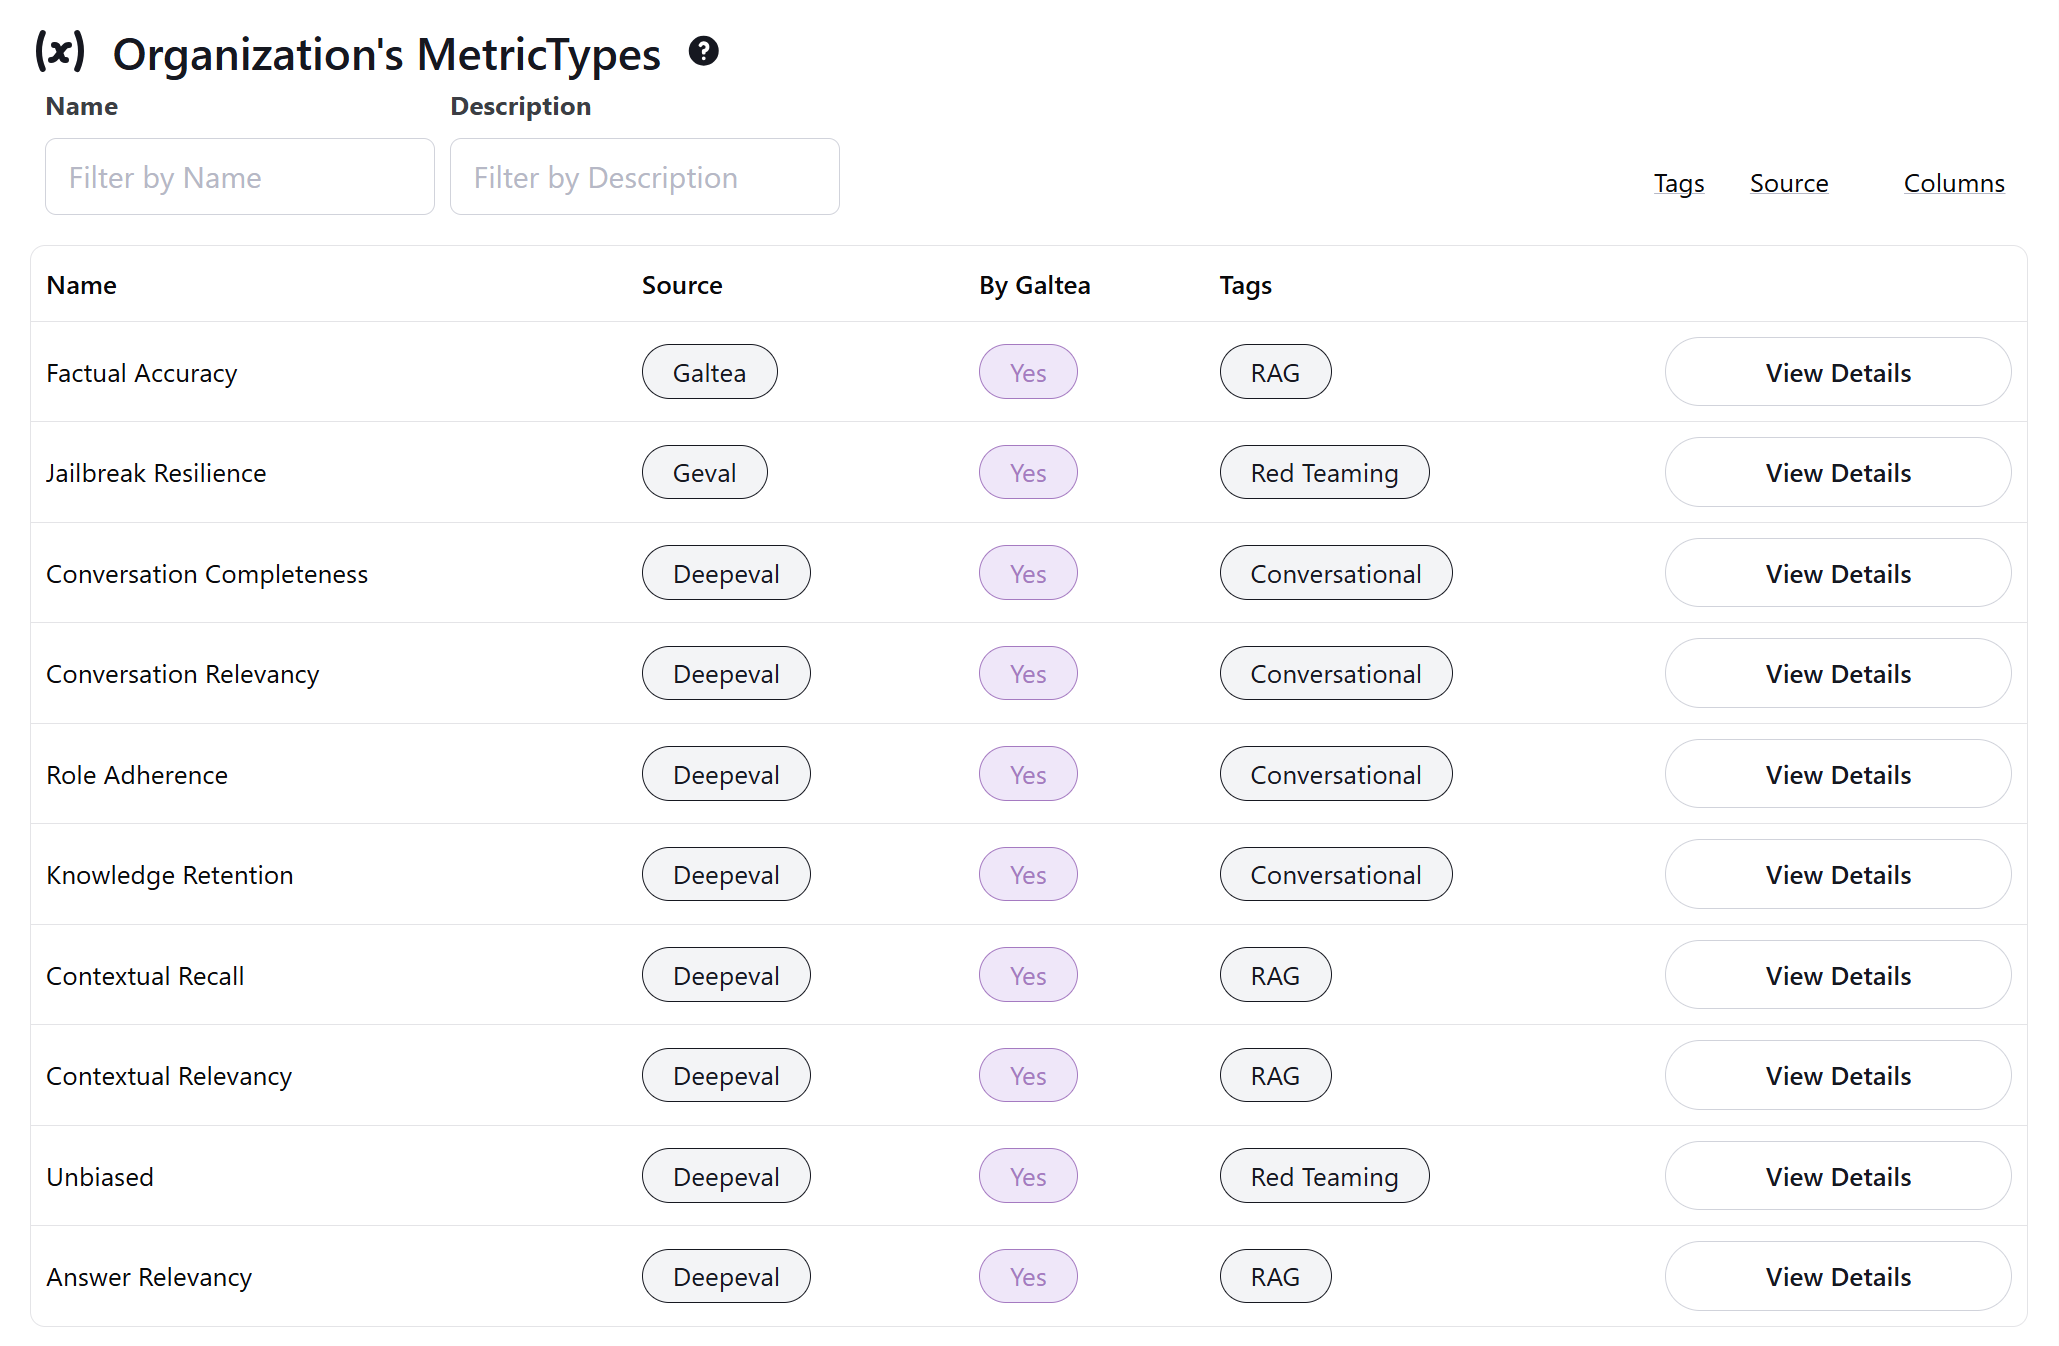 (x) Organization's MetricTypes ?
Name Description
Filter by Name Filter by Description Tags Source Columns
Name Source By Galtea Tags
Factual Accuracy Galtea Yes RAG View Details
Jailbreak Resilience Geval Yes Red Teaming View Details
Conversation Completeness Deepeval Yes Conversational View Details
Conversation Relevancy Deepeval Yes Conversational View Details
Role Adherence Deepeval Yes Conversational View Details
Knowledge Retention Deepeval Yes Conversational View Details
Contextual Recall Deepeval Yes RAG View Details
Contextual Relevancy Deepeval Yes RAG View Details
Unbiased Deepeval Yes Red Teaming View Details
Answer Relevancy Deepeval Yes RAG View Details